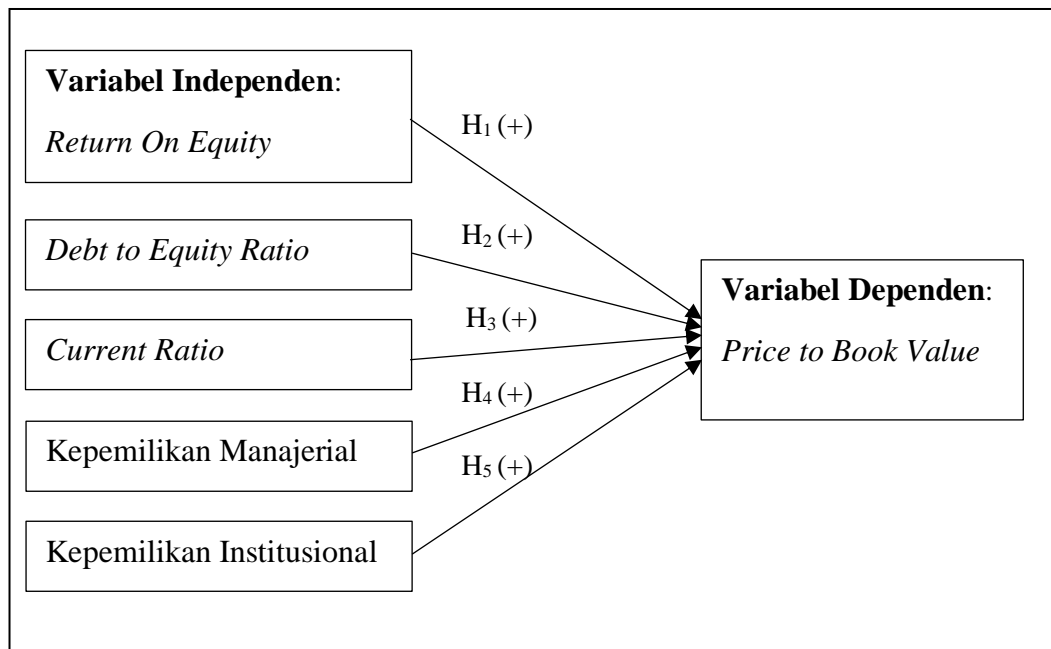 Variabel Independen:
Return On Equity
H₁ (+)
Debt to Equity Ratio
H₂ (+)
Current Ratio
H₃ (+)
Kepemilikan Manajerial
H₄ (+)
Kepemilikan Institusional
H₅ (+)
Variabel Dependen:
Price to Book Value